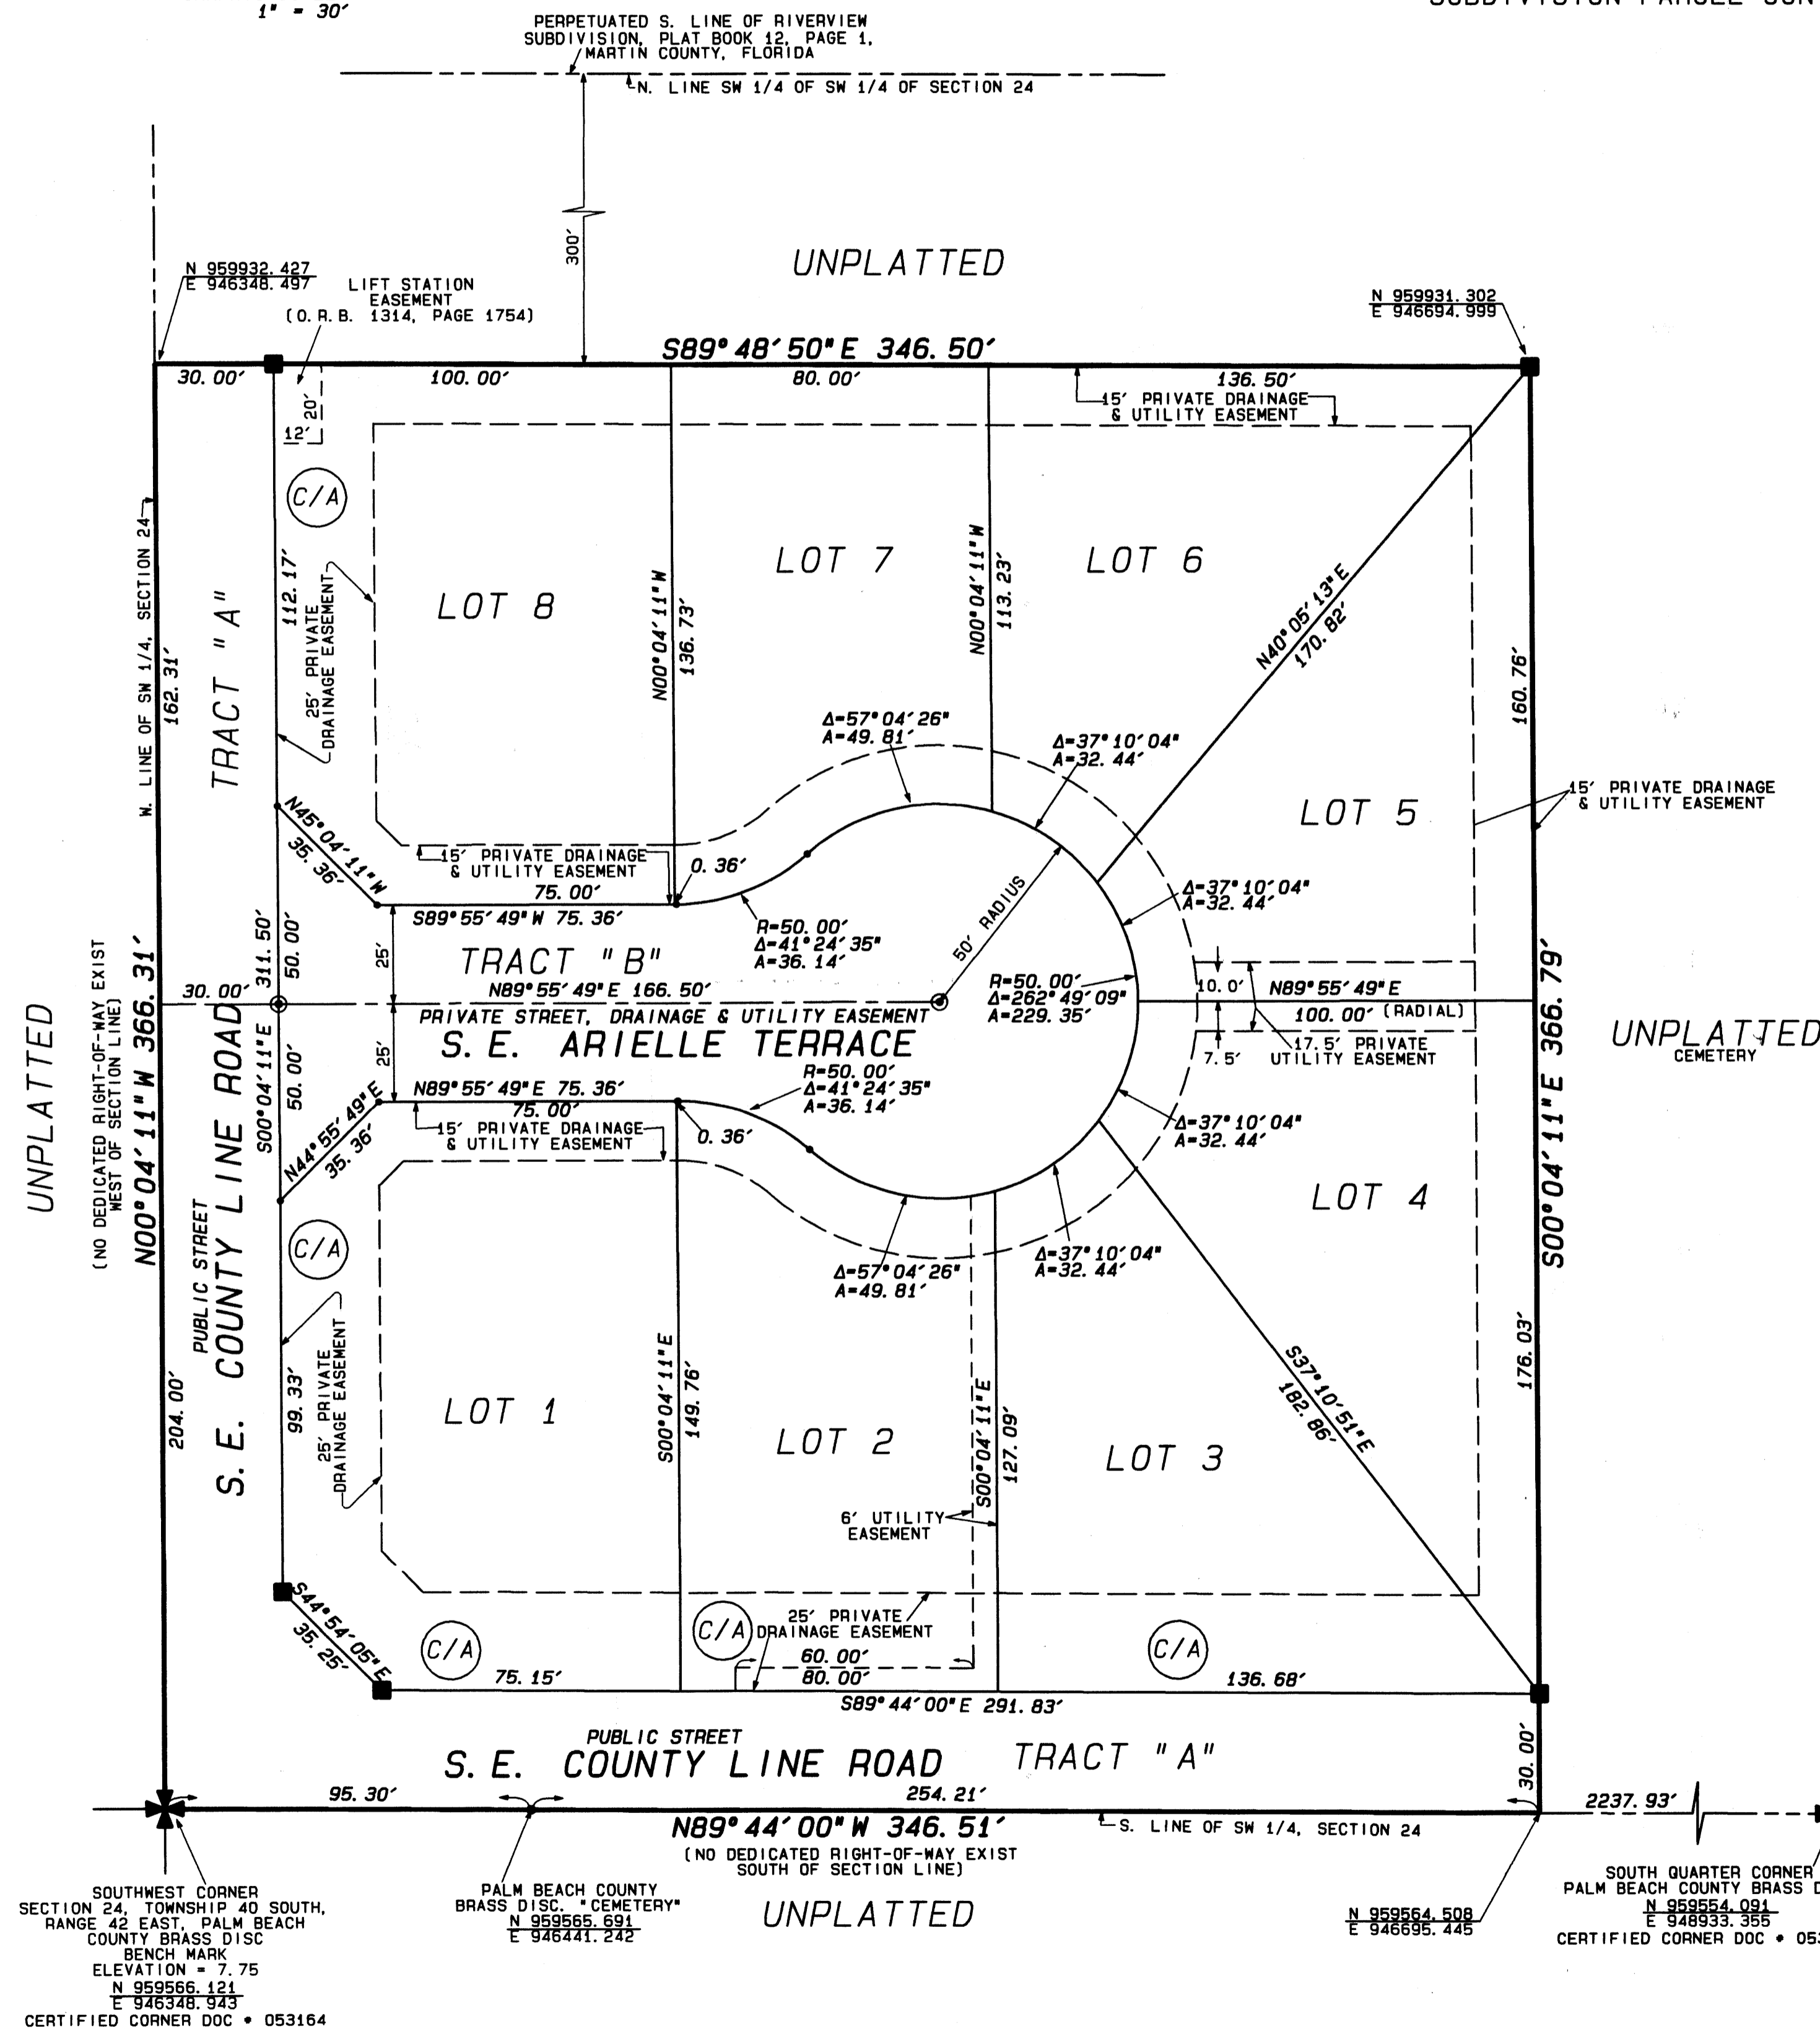 1" = 30'
PERPETUATED S. LINE OF RIVERVIEW
SUBDIVISION, PLAT BOOK 12, PAGE 1,
MARTIN COUNTY, FLORIDA
N. LINE SW 1/4 OF SW 1/4 OF SECTION 24
300'
UNPLATTED
N 959932.427
E 946348.497
LIFT STATION
EASEMENT
(O.R.B. 1314, PAGE 1754)
N 959931.302
E 946694.999
S89°48'50"E 346.50'
30.00'
100.00'
80.00'
136.50'
15' PRIVATE DRAINAGE
& UTILITY EASEMENT
20'
12'
C/A
W. LINE OF SW 1/4, SECTION 24
162.31'
TRACT "A"
112.17'
25' PRIVATE
DRAINAGE EASEMENT
LOT 8
N00°04'11"W
136.73'
LOT 7
N00°04'11"W
113.23'
LOT 6
N40°05'13"E
170.82'
160.76'
Δ=57°04'26"
A=49.81'
Δ=37°10'04"
A=32.44'
LOT 5
15' PRIVATE DRAINAGE
& UTILITY EASEMENT
N45°04'11"W
35.36'
15' PRIVATE DRAINAGE
& UTILITY EASEMENT
0.36'
75.00'
S89°55'49"W 75.36'
R=50.00'
Δ=41°24'35"
A=36.14'
50' RADIUS
Δ=37°10'04"
A=32.44'
311.50'
50.00'
25'
TRACT "B"
N89°55'49"E 166.50'
30.00'
PRIVATE STREET, DRAINAGE & UTILITY EASEMENT
S.E. ARIELLE TERRACE
R=50.00'
Δ=262°49'09"
A=229.35'
10.0'
N89°55'49"E
100.00' (RADIAL)
7.5'
17.5' PRIVATE
UTILITY EASEMENT
UNPLATTED
CEMETERY
S00°04'11"E 366.79'
UNPLATTED
(NO DEDICATED RIGHT-OF-WAY EXIST
WEST OF SECTION LINE)
N00°04'11"W 366.31'
S00°04'11"E
50.00'
25'
N44°55'49"E
35.36'
N89°55'49"E 75.36'
75.00'
15' PRIVATE DRAINAGE
& UTILITY EASEMENT
0.36'
R=50.00'
Δ=41°24'35"
A=36.14'
Δ=37°10'04"
A=32.44'
LOT 4
C/A
PUBLIC STREET
S.E. COUNTY LINE ROAD
Δ=57°04'26"
A=49.81'
Δ=37°10'04"
A=32.44'
204.00'
99.33'
25' PRIVATE
DRAINAGE EASEMENT
LOT 1
S00°04'11"E
149.76'
LOT 2
S00°04'11"E
127.09'
LOT 3
S37°10'51"E
182.86'
176.03'
6' UTILITY
EASEMENT
S44°54'05"E
35.25'
C/A
75.15'
C/A
25' PRIVATE
DRAINAGE EASEMENT
60.00'
80.00'
C/A
136.68'
S89°44'00"E 291.83'
PUBLIC STREET
S.E. COUNTY LINE ROAD
TRACT "A"
30.00'
95.30'
254.21'
2237.93'
N89°44'00"W 346.51'
S. LINE OF SW 1/4, SECTION 24
(NO DEDICATED RIGHT-OF-WAY EXIST
SOUTH OF SECTION LINE)
UNPLATTED
SOUTHWEST CORNER
SECTION 24, TOWNSHIP 40 SOUTH,
RANGE 42 EAST, PALM BEACH
COUNTY BRASS DISC
BENCH MARK
ELEVATION = 7.75
N 959566.121
E 946348.943
CERTIFIED CORNER DOC # 053164
PALM BEACH COUNTY
BRASS DISC. "CEMETERY"
N 959565.691
E 946441.242
N 959564.508
E 946695.445
SOUTH QUARTER CORNER
PALM BEACH COUNTY BRASS D
N 959554.091
E 948933.355
CERTIFIED CORNER DOC # 053